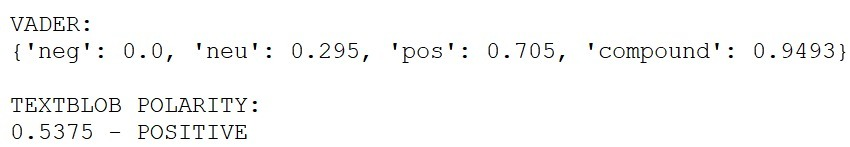 VADER:
{'neg': 0.0, 'neu': 0.295, 'pos': 0.705, 'compound': 0.9493}
TEXTBLOB POLARITY:
0.5375 - POSITIVE